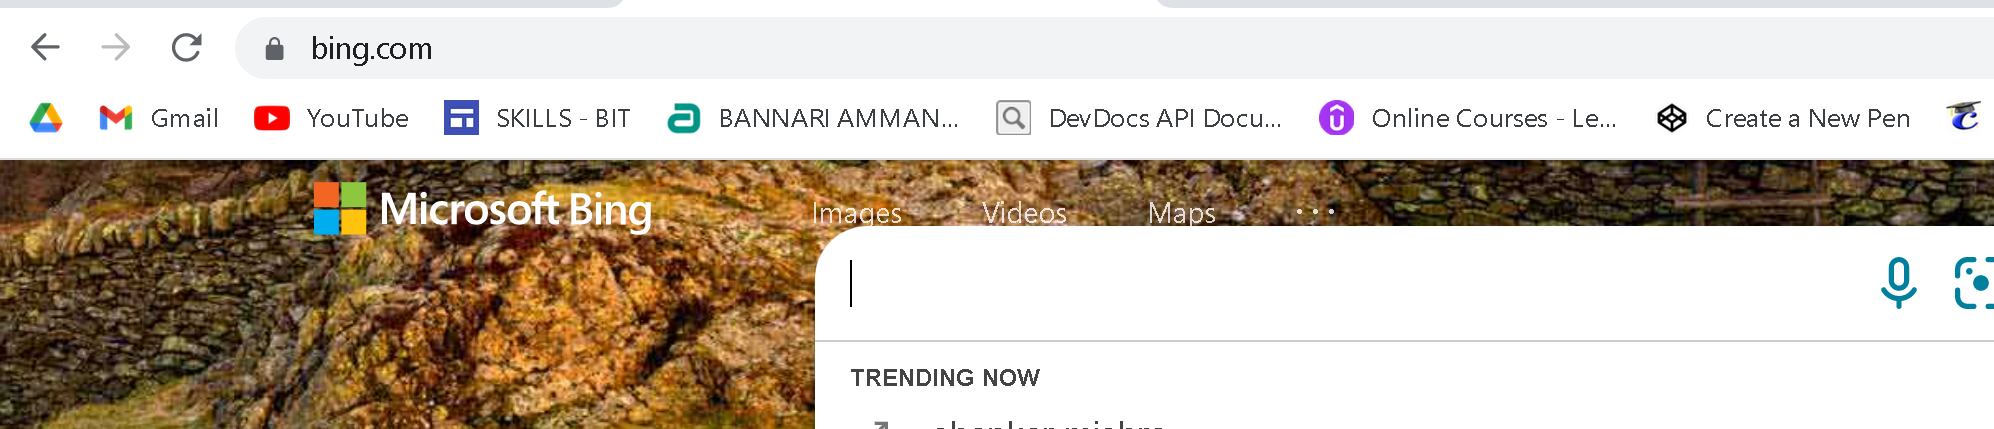 bing.com
Gmail YouTube SKILLS - BIT BANNARI AMMAN... DevDocs API Docu... Online Courses - Le... Create a New Pen
Microsoft Bing Images Videos Maps ...
TRENDING NOW